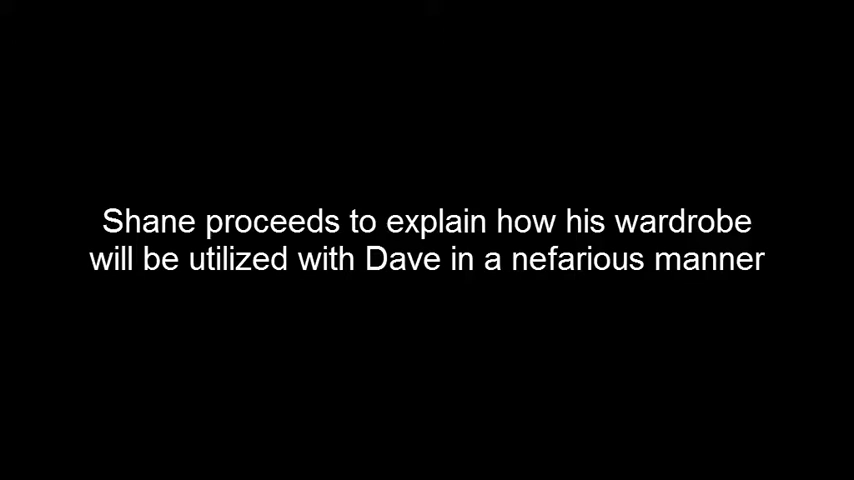 Shane proceeds to explain how his wardrobe
will be utilized with Dave in a nefarious manner